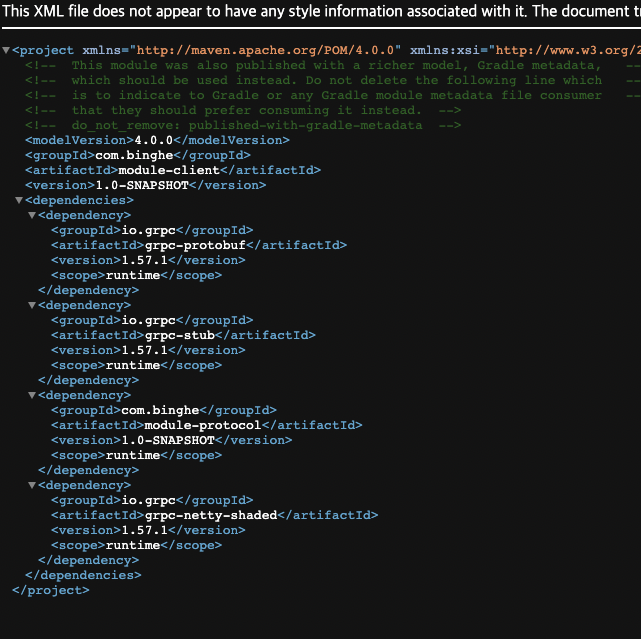 This XML file does not appear to have any style information associated with it. The document
<project xmlns="http://maven.apache.org/POM/4.0.0" xmlns:xsi="http://www.w3.org/2
<!-- This module was also published with a richer model, Gradle metadata, --
<!-- which should be used instead. Do not delete the following line which --
<!-- is to indicate to Gradle or any Gradle module metadata file consumer --
<!-- that they should prefer consuming it instead. -->
<!-- do_not_remove: published-with-gradle-metadata -->
<modelVersion>4.0.0</modelVersion>
<groupId>com.binghe</groupId>
<artifactId>module-client</artifactId>
<version>1.0-SNAPSHOT</version>
<dependencies>
<dependency>
<groupId>io.grpc</groupId>
<artifactId>grpc-protobuf</artifactId>
<version>1.57.1</version>
<scope>runtime</scope>
</dependency>
<dependency>
<groupId>io.grpc</groupId>
<artifactId>grpc-stub</artifactId>
<version>1.57.1</version>
<scope>runtime</scope>
</dependency>
<dependency>
<groupId>com.binghe</groupId>
<artifactId>module-protocol</artifactId>
<version>1.0-SNAPSHOT</version>
<scope>runtime</scope>
</dependency>
<dependency>
<groupId>io.grpc</groupId>
<artifactId>grpc-netty-shaded</artifactId>
<version>1.57.1</version>
<scope>runtime</scope>
</dependency>
</dependencies>
</project>